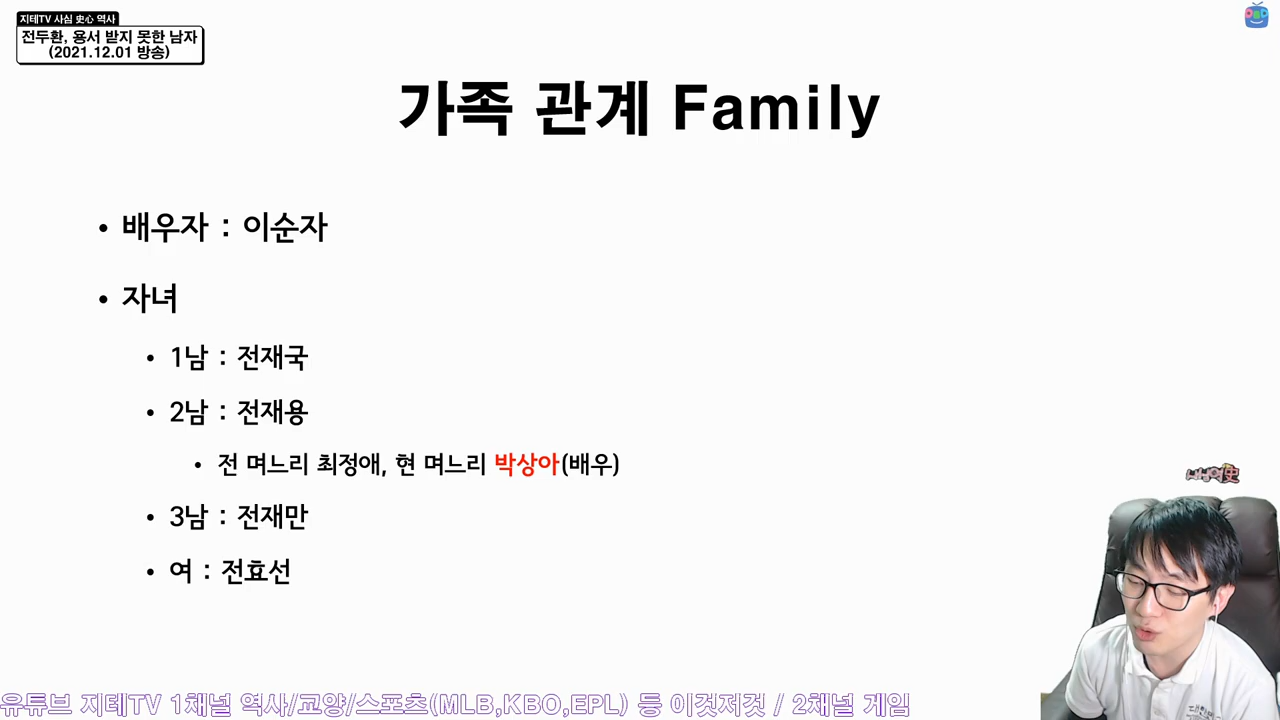 지테TV 사심 史心 역사
전두환, 용서 받지 못한 남자
(2021.12.01 방송)
가족 관계 Family
• 배우자 : 이순자
• 자녀
• 1남 : 전재국
• 2남 : 전재용
• 전 며느리 최정애, 현 며느리 박상아(배우)
• 3남 : 전재만
• 여 : 전효선
유튜브 지테TV 1채널 역사/교양/스포츠(MLB,KBO,EPL) 등 이것저것 / 2채널 게임